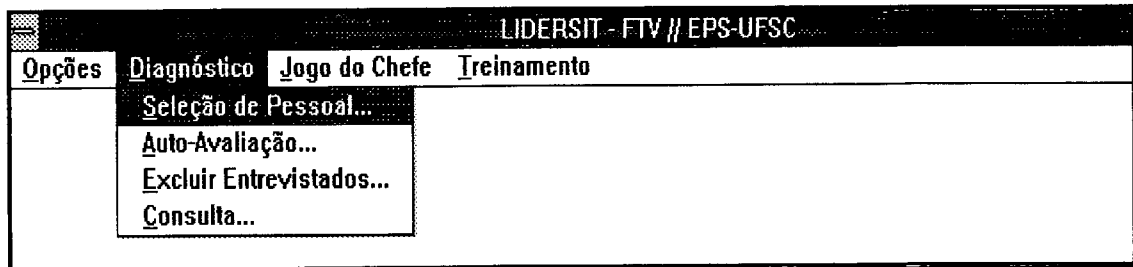 LIDERSIT - FTV // EPS-UFSC
Opções Diagnóstico Jogo do Chefe Treinamento
Seleção de Pessoal...
Auto-Avaliação...
Excluir Entrevistados...
Consulta...